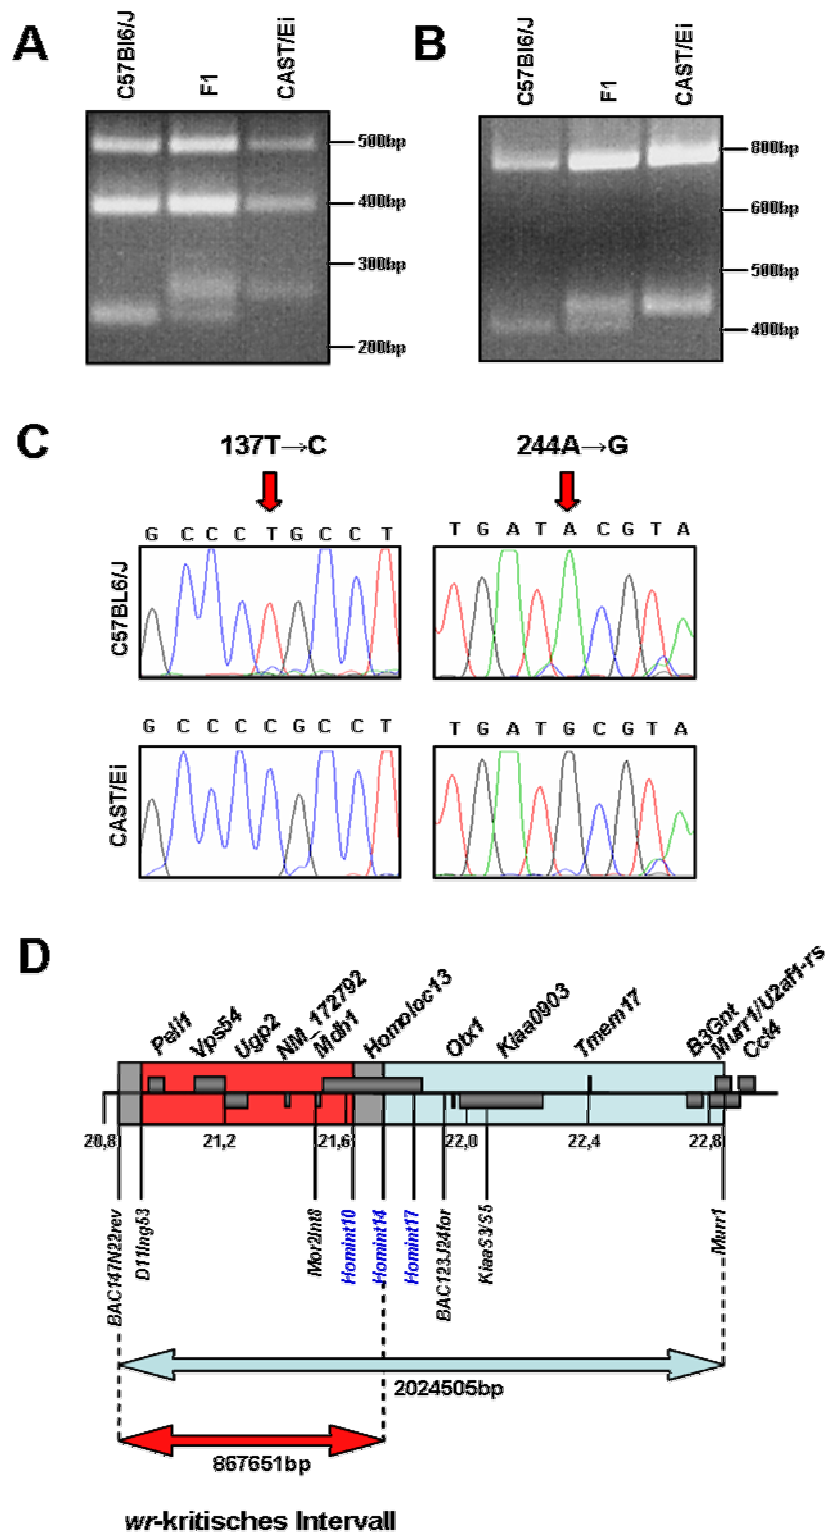 A
C57Bl6/J
F1
CAST/Ei
500bp
400bp
300bp
200bp
B
C57Bl6/J
F1
CAST/Ei
800bp
600bp
500bp
400bp
C
137T→C
244A→G
C57BL6/J
G C C C T G C C T
T G A T A C G T A
CAST/Ei
G C C C C G C C T
T G A T G C G T A
D
Peli1
Vps54
Ugp2
NM_172792
Mdh1
Homoloc13
Otx1
Kiaa0903
Tmem17
B3Gnt
Murr1/U2af1-rs
Cct4
20,8
21,2
21,6
22,0
22,4
22,8
BAC147N22rev
D11Ing53
Mor2Int8
Homint10
Homint14
Homint17
BAC123J24for
KiaaS3/S5
Murr1
2024505bp
867651bp
wr-kritisches Intervall